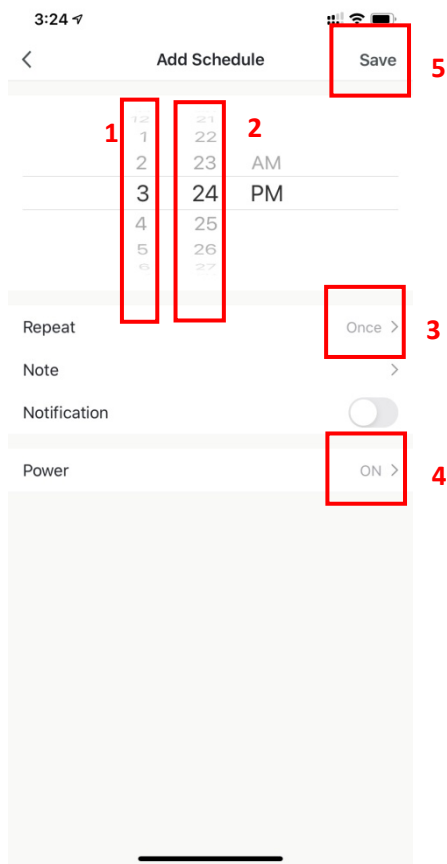 3:24
Add Schedule Save 5
12 21
1 1 22 2
2 23 AM
3 24 PM
4 25
5 26
6 27
Repeat Once > 3
Note >
Notification
Power ON > 4